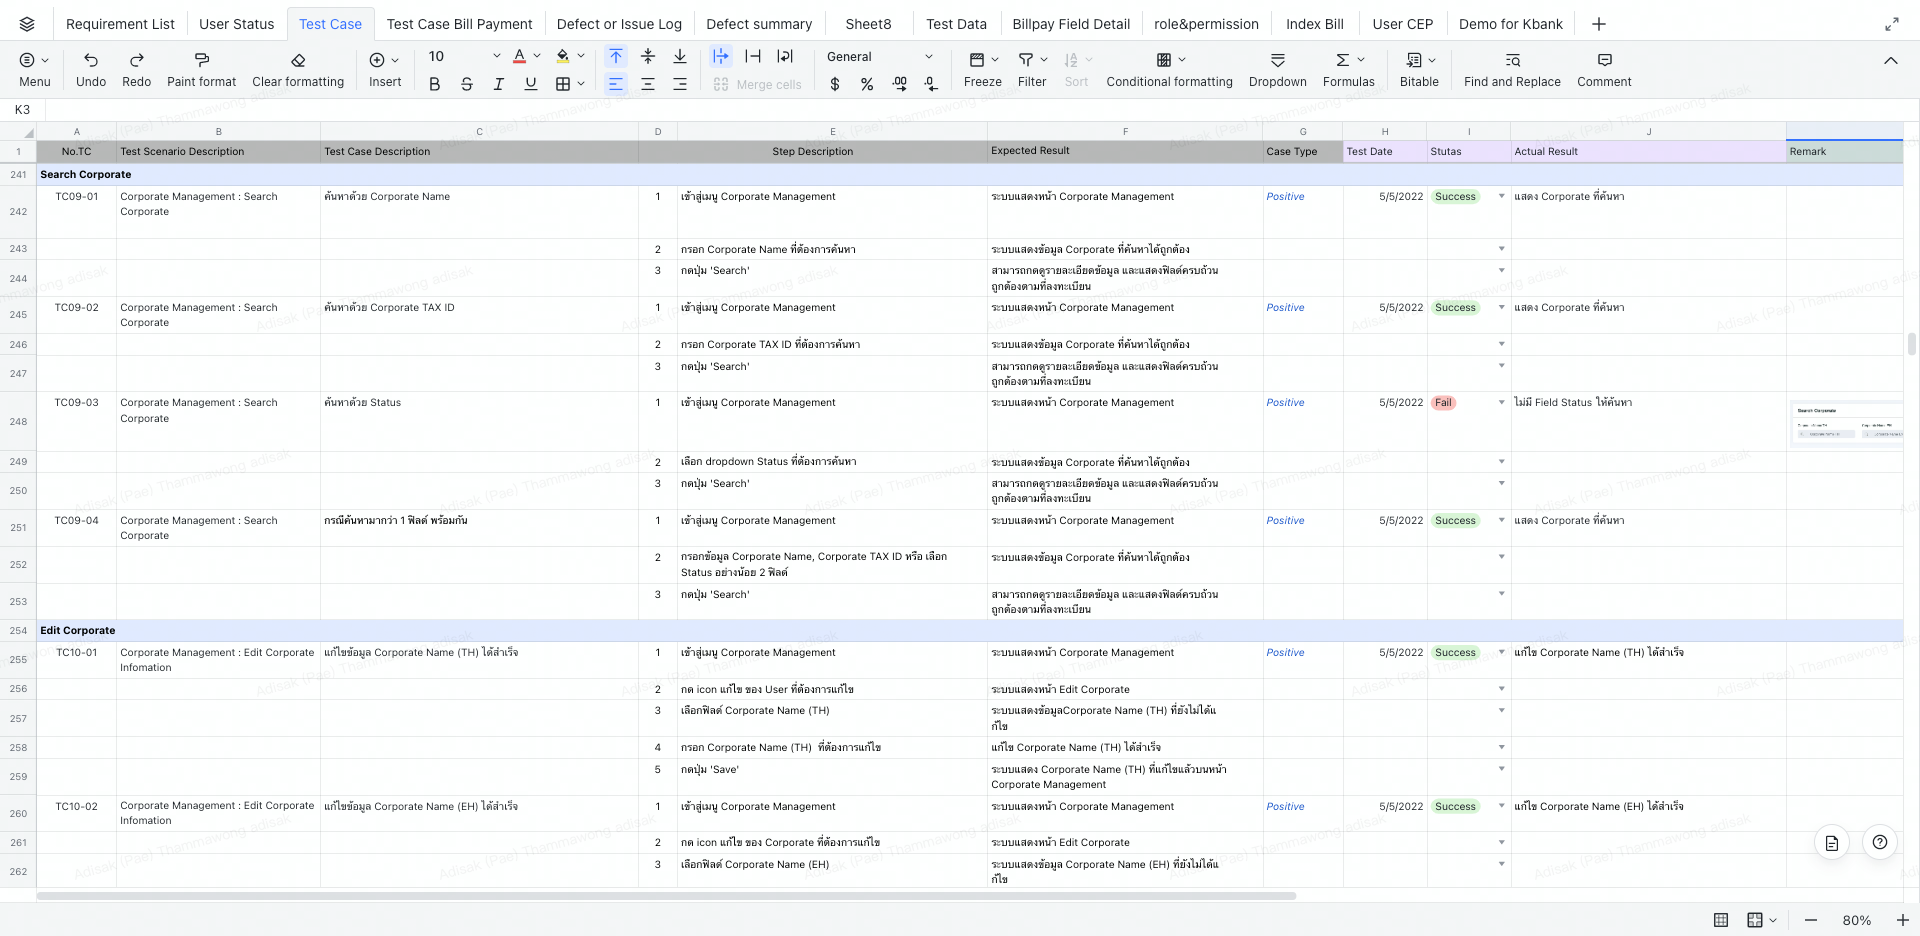 Requirement List User Status Test Case Test Case Bill Payment Defect or Issue Log Defect summary Sheet8 Test Data Billpay Field Detail role&permission Index Bill User CEP Demo for Kbank
10 General
Menu Undo Redo Paint format Clear formatting Insert B S I U Merge cells $ % .00 .0 Freeze Filter Sort Conditional formatting Dropdown Formulas Bitable Find and Replace Comment
K3
A B C D E F G H I J
1 No.TC Test Scenario Description Test Case Description Step Description Expected Result Case Type Test Date Stutas Actual Result Remark
241 Search Corporate
242 TC09-01 Corporate Management : Search Corporate ค้นหาด้วย Corporate Name 1 เข้าสู่เมนู Corporate Management ระบบแสดงหน้า Corporate Management Positive 5/5/2022 Success แสดง Corporate ที่ค้นหา
243 2 กรอก Corporate Name ที่ต้องการค้นหา ระบบแสดงข้อมูล Corporate ที่ค้นหาได้ถูกต้อง
244 3 กดปุ่ม 'Search' สามารถกดดูรายละเอียดข้อมูล และแสดงฟิลด์ครบถ้วน ถูกต้องตามที่ลงทะเบียน
245 TC09-02 Corporate Management : Search Corporate ค้นหาด้วย Corporate TAX ID 1 เข้าสู่เมนู Corporate Management ระบบแสดงหน้า Corporate Management Positive 5/5/2022 Success แสดง Corporate ที่ค้นหา
246 2 กรอก Corporate TAX ID ที่ต้องการค้นหา ระบบแสดงข้อมูล Corporate ที่ค้นหาได้ถูกต้อง
247 3 กดปุ่ม 'Search' สามารถกดดูรายละเอียดข้อมูล และแสดงฟิลด์ครบถ้วน ถูกต้องตามที่ลงทะเบียน
248 TC09-03 Corporate Management : Search Corporate ค้นหาด้วย Status 1 เข้าสู่เมนู Corporate Management ระบบแสดงหน้า Corporate Management Positive 5/5/2022 Fail ไม่มี Field Status ให้ค้นหา Search Corporate
249 2 เลือก dropdown Status ที่ต้องการค้นหา ระบบแสดงข้อมูล Corporate ที่ค้นหาได้ถูกต้อง
250 3 กดปุ่ม 'Search' สามารถกดดูรายละเอียดข้อมูล และแสดงฟิลด์ครบถ้วน ถูกต้องตามที่ลงทะเบียน
251 TC09-04 Corporate Management : Search Corporate กรณีค้นหามากว่า 1 ฟิลด์ พร้อมกัน 1 เข้าสู่เมนู Corporate Management ระบบแสดงหน้า Corporate Management Positive 5/5/2022 Success แสดง Corporate ที่ค้นหา
252 2 กรอกข้อมูล Corporate Name, Corporate TAX ID หรือ เลือก Status อย่างน้อย 2 ฟิลด์ ระบบแสดงข้อมูล Corporate ที่ค้นหาได้ถูกต้อง
253 3 กดปุ่ม 'Search' สามารถกดดูรายละเอียดข้อมูล และแสดงฟิลด์ครบถ้วน ถูกต้องตามที่ลงทะเบียน
254 Edit Corporate
255 TC10-01 Corporate Management : Edit Corporate Infomation แก้ไขข้อมูล Corporate Name (TH) ได้สำเร็จ 1 เข้าสู่เมนู Corporate Management ระบบแสดงหน้า Corporate Management Positive 5/5/2022 Success แก้ไข Corporate Name (TH) ได้สำเร็จ
256 2 กด icon แก้ไข ของ User ที่ต้องการแก้ไข ระบบแสดงหน้า Edit Corporate
257 3 เลือกฟิลด์ Corporate Name (TH) ระบบแสดงข้อมูลCorporate Name (TH) ที่ยังไม่ได้แก้ไข
258 4 กรอก Corporate Name (TH) ที่ต้องการแก้ไข แก้ไข Corporate Name (TH) ได้สำเร็จ
259 5 กดปุ่ม 'Save' ระบบแสดง Corporate Name (TH) ที่แก้ไขแล้วบนหน้า Corporate Management
260 TC10-02 Corporate Management : Edit Corporate Infomation แก้ไขข้อมูล Corporate Name (EH) ได้สำเร็จ 1 เข้าสู่เมนู Corporate Management ระบบแสดงหน้า Corporate Management Positive 5/5/2022 Success แก้ไข Corporate Name (EH) ได้สำเร็จ
261 2 กด icon แก้ไข ของ Corporate ที่ต้องการแก้ไข ระบบแสดงหน้า Edit Corporate
262 3 เลือกฟิลด์ Corporate Name (EH) ระบบแสดงข้อมูล Corporate Name (EH) ที่ยังไม่ได้แก้ไข
Adisak (Pae) Thammawong adisak
80%